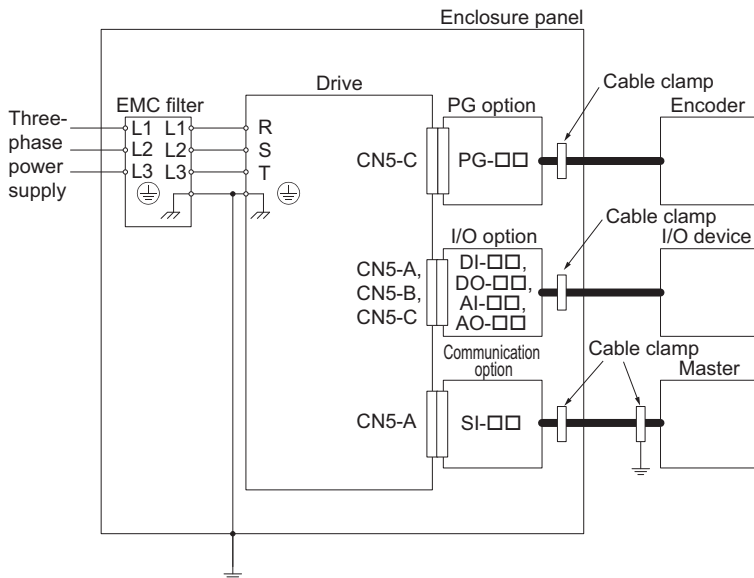 Enclosure panel
Drive
Cable clamp
EMC filter
PG option
Encoder
Three-
phase
power
supply
L1 L1
L2 L2
L3 L3
R
S
T
CN5-C
PG-□□
Cable clamp
I/O option
I/O device
CN5-A,
CN5-B,
CN5-C
DI-□□,
DO-□□,
AI-□□,
AO-□□
Communication
option
Cable clamp
Master
CN5-A
SI-□□